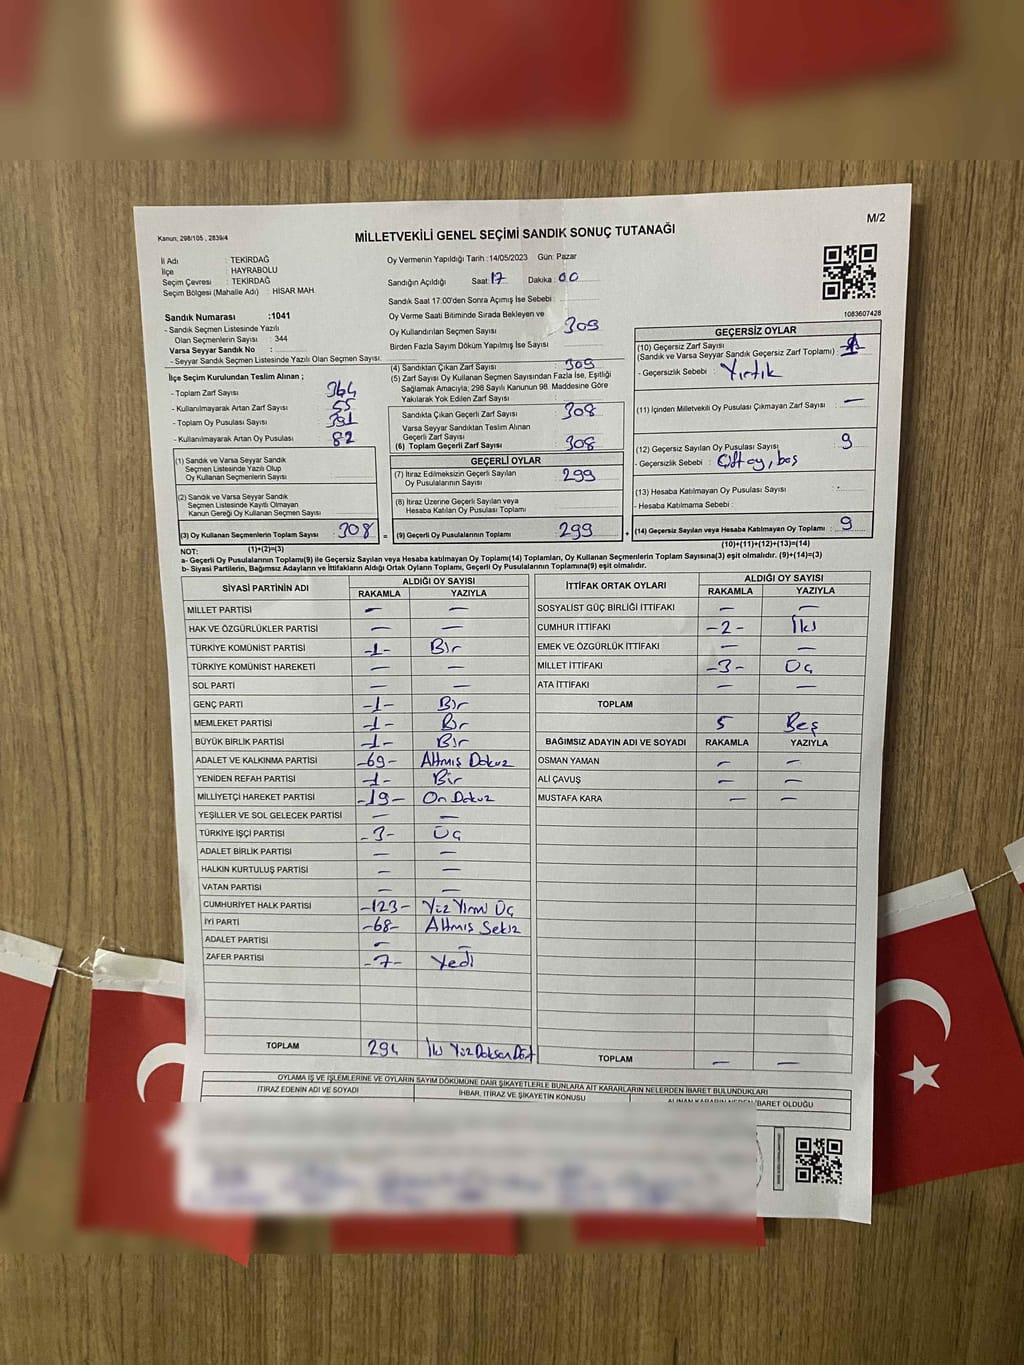 M/2
Kanun; 298/105 , 2839/4
MİLLETVEKİLİ GENEL SEÇİMİ SANDIK SONUÇ TUTANAĞI
İl Adı : TEKİRDAĞ
İlçe : HAYRABOLU
Seçim Çevresi : TEKİRDAĞ
Seçim Bölgesi (Mahalle Adı) : HİSAR MAH.
Sandık Numarası :1041
- Sandık Seçmen Listesinde Yazılı
Olan Seçmenlerin Sayısı : 344
Varsa Seyyar Sandık No :
- Seyyar Sandık Seçmen Listesinde Yazılı Olan Seçmen Sayısı:
İlçe Seçim Kurulundan Teslim Alınan ;
- Toplam Zarf Sayısı : 364
- Kullanılmayarak Artan Zarf Sayısı : 55
- Toplam Oy Pusulası Sayısı : 391
- Kullanılmayarak Artan Oy Pusulası : 82
(1) Sandık ve Varsa Seyyar Sandık
Seçmen Listesinde Yazılı Olup
Oy Kullanan Seçmenlerin Sayısı
(2) Sandık ve Varsa Seyyar Sandık
Seçmen Listesinde Kayıtlı Olmayan
Kanun Gereği Oy Kullanan Seçmen Sayısı
(3) Oy Kullanan Seçmenlerin Toplam Sayısı : 308 =
(1)+(2)=(3)
Oy Vermenin Yapıldığı Tarih :14/05/2023 Gün: Pazar
Sandığın Açıldığı Saat: 17 Dakika : 00
Sandık Saat 17:00'den Sonra Açımış İse Sebebi :
Oy Verme Saati Bitiminde Sırada Bekleyen ve
Oy Kullandırılan Seçmen Sayısı : 309
Birden Fazla Sayım Döküm Yapılmış İse Sayısı
(4) Sandıktan Çıkan Zarf Sayısı : 309
(5) Zarf Sayısı Oy Kullanan Seçmen Sayısından Fazla İse, Eşitliği
Sağlamak Amacıyla, 298 Sayılı Kanunun 98. Maddesine Göre
Yakılarak Yok Edilen Zarf Sayısı :
Sandıkta Çıkan Geçerli Zarf Sayısı : 308
Varsa Seyyar Sandıktan Teslim Alınan
Geçerli Zarf Sayısı :
(6) Toplam Geçerli Zarf Sayısı : 308
GEÇERLİ OYLAR
(7) İtiraz Edilmeksizin Geçerli Sayılan
Oy Pusulalarının Sayısı : 299
(8) İtiraz Üzerine Geçerli Sayılan veya
Hesaba Katılan Oy Pusulası Toplamı
(9) Geçerli Oy Pusulalarının Toplamı : 299 +
1083607428
GEÇERSİZ OYLAR
(10) Geçersiz Zarf Sayısı
(Sandık ve Varsa Seyyar Sandık Geçersiz Zarf Toplamı) : 1
- Geçersizlik Sebebi : Yırtık
(11) İçinden Milletvekili Oy Pusulası Çıkmayan Zarf Sayısı : —
(12) Geçersiz Sayılan Oy Pusulası Sayısı : 9
- Geçersizlik Sebebi : Çift oy, boş
(13) Hesaba Katılmayan Oy Pusulası Sayısı :
- Hesaba Katılmama Sebebi :
(14) Geçersiz Sayılan veya Hesaba Katılmayan Oy Toplamı : 9
(10)+(11)+(12)+(13)=(14)
NOT:
a- Geçerli Oy Pusulalarının Toplamı(9) ile Geçersiz Sayılan veya Hesaba katılmayan Oy Toplamı(14) Toplamları, Oy Kullanan Seçmenlerin Toplam Sayısına(3) eşit olmalıdır. (9)+(14)=(3)
b- Siyasi Partilerin, Bağımsız Adayların ve İttifakların Aldığı Ortak Oyların Toplamı, Geçerli Oy Pusulalarının Toplamına(9) eşit olmalıdır.
SİYASİ PARTİNİN ADI ALDIĞI OY SAYISI
RAKAMLA YAZIYLA
MİLLET PARTİSİ — —
HAK VE ÖZGÜRLÜKLER PARTİSİ — —
TÜRKİYE KOMÜNİST PARTİSİ -1- Bir
TÜRKİYE KOMÜNİST HAREKETİ — —
SOL PARTİ — —
GENÇ PARTİ -1- Bir
MEMLEKET PARTİSİ -1- Bir
BÜYÜK BİRLİK PARTİSİ -1- Bir
ADALET VE KALKINMA PARTİSİ -69- Altmış Dokuz
YENİDEN REFAH PARTİSİ -1- Bir
MİLLİYETÇİ HAREKET PARTİSİ -19- On Dokuz
YEŞİLLER VE SOL GELECEK PARTİSİ — —
TÜRKİYE İŞÇİ PARTİSİ -3- Üç
ADALET BİRLİK PARTİSİ — —
HALKIN KURTULUŞ PARTİSİ — —
VATAN PARTİSİ — —
CUMHURİYET HALK PARTİSİ -123- Yüz Yirmi Üç
İYİ PARTİ -68- Altmış Sekiz
ADALET PARTİSİ — —
ZAFER PARTİSİ -7- Yedi
TOPLAM 294 İki Yüz Doksan Dört
İTTİFAK ORTAK OYLARI ALDIĞI OY SAYISI
RAKAMLA YAZIYLA
SOSYALİST GÜÇ BİRLİĞİ İTTİFAKI — —
CUMHUR İTTİFAKI -2- İki
EMEK VE ÖZGÜRLÜK İTTİFAKI — —
MİLLET İTTİFAKI -3- Üç
ATA İTTİFAKI — —
TOPLAM 5 Beş
BAĞIMSIZ ADAYIN ADI VE SOYADI RAKAMLA YAZIYLA
OSMAN YAMAN — —
ALİ ÇAVUŞ — —
MUSTAFA KARA — —
TOPLAM — —
OYLAMA İŞ VE İŞLEMLERİNE VE OYLARIN SAYIM DÖKÜMÜNE DAİR ŞİKAYETLERLE BUNLARA AİT KARARLARIN NELERDEN İBARET BULUNDUKLARI
İTİRAZ EDENİN ADI VE SOYADI İHBAR, İTİRAZ VE ŞİKAYETİN KONUSU ALINAN KARARIN NEDEN İBARET OLDUĞU